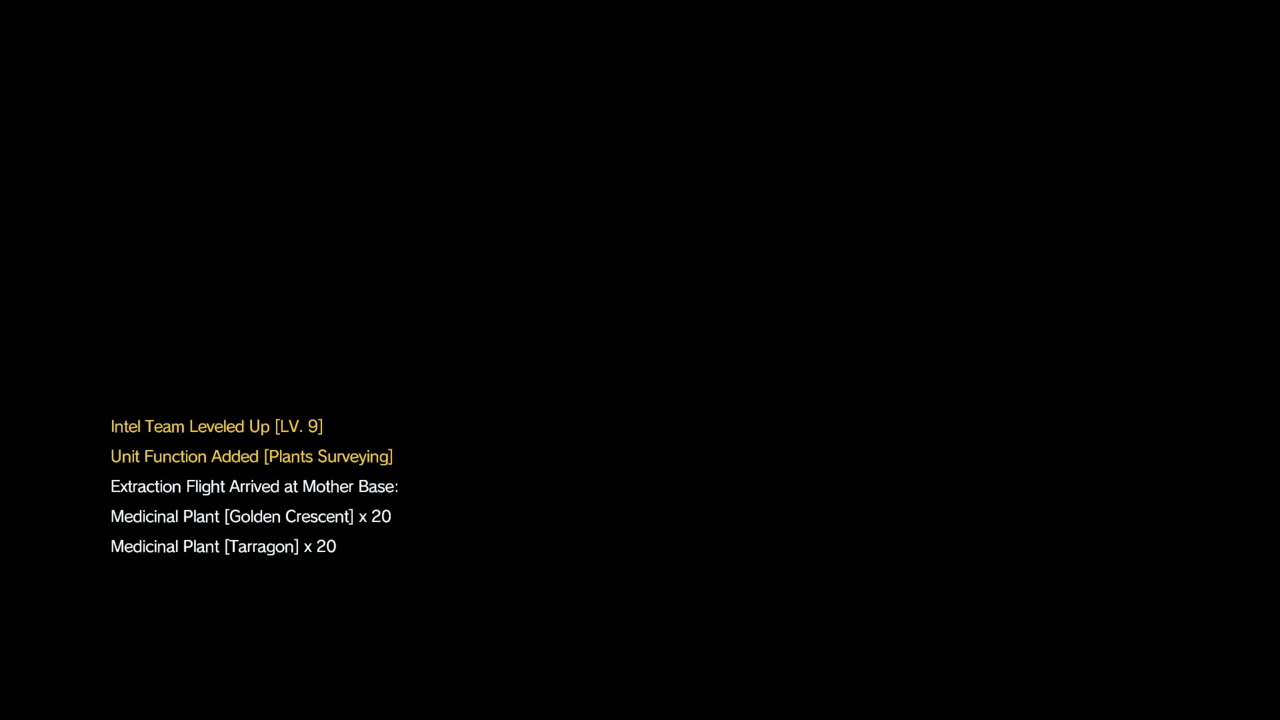 Intel Team Leveled Up [LV. 9]
Unit Function Added [Plants Surveying]
Extraction Flight Arrived at Mother Base:
Medicinal Plant [Golden Crescent] x 20
Medicinal Plant [Tarragon] x 20